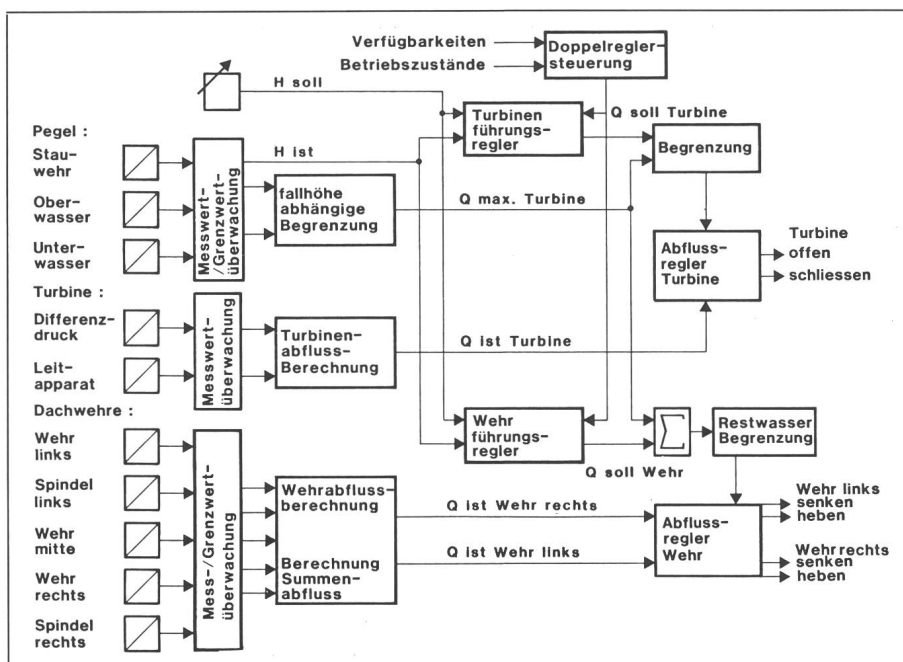 Verfügbarkeiten
Betriebszustände
Doppelregler-
steuerung
H soll
Pegel :
Stau-
wehr
Ober-
wasser
Unter-
wasser
Messwert-
/Grenzwert-
überwachung
H ist
fallhöhe
abhängige
Begrenzung
Turbinen
führungs-
regler
Q soll Turbine
Begrenzung
Q max. Turbine
Abfluss-
regler
Turbine
Turbine
offen
schliessen
Turbine :
Differenz-
druck
Leit-
apparat
Messwert-
überwachung
Turbinen-
abfluss-
Berechnung
Q ist Turbine
Dachwehre :
Wehr
links
Spindel
links
Wehr
mitte
Wehr
rechts
Spindel
rechts
Mess-/Grenzwert-
überwachung
Wehrabfluss-
berechnung
Berechnung
Summen-
abfluss
Wehr
führungs-
regler
Σ
Restwasser
Begrenzung
Q soll Wehr
Q ist Wehr rechts
Q ist Wehr links
Abfluss-
regler
Wehr
Wehr links
senken
heben
Wehr rechts
senken
heben